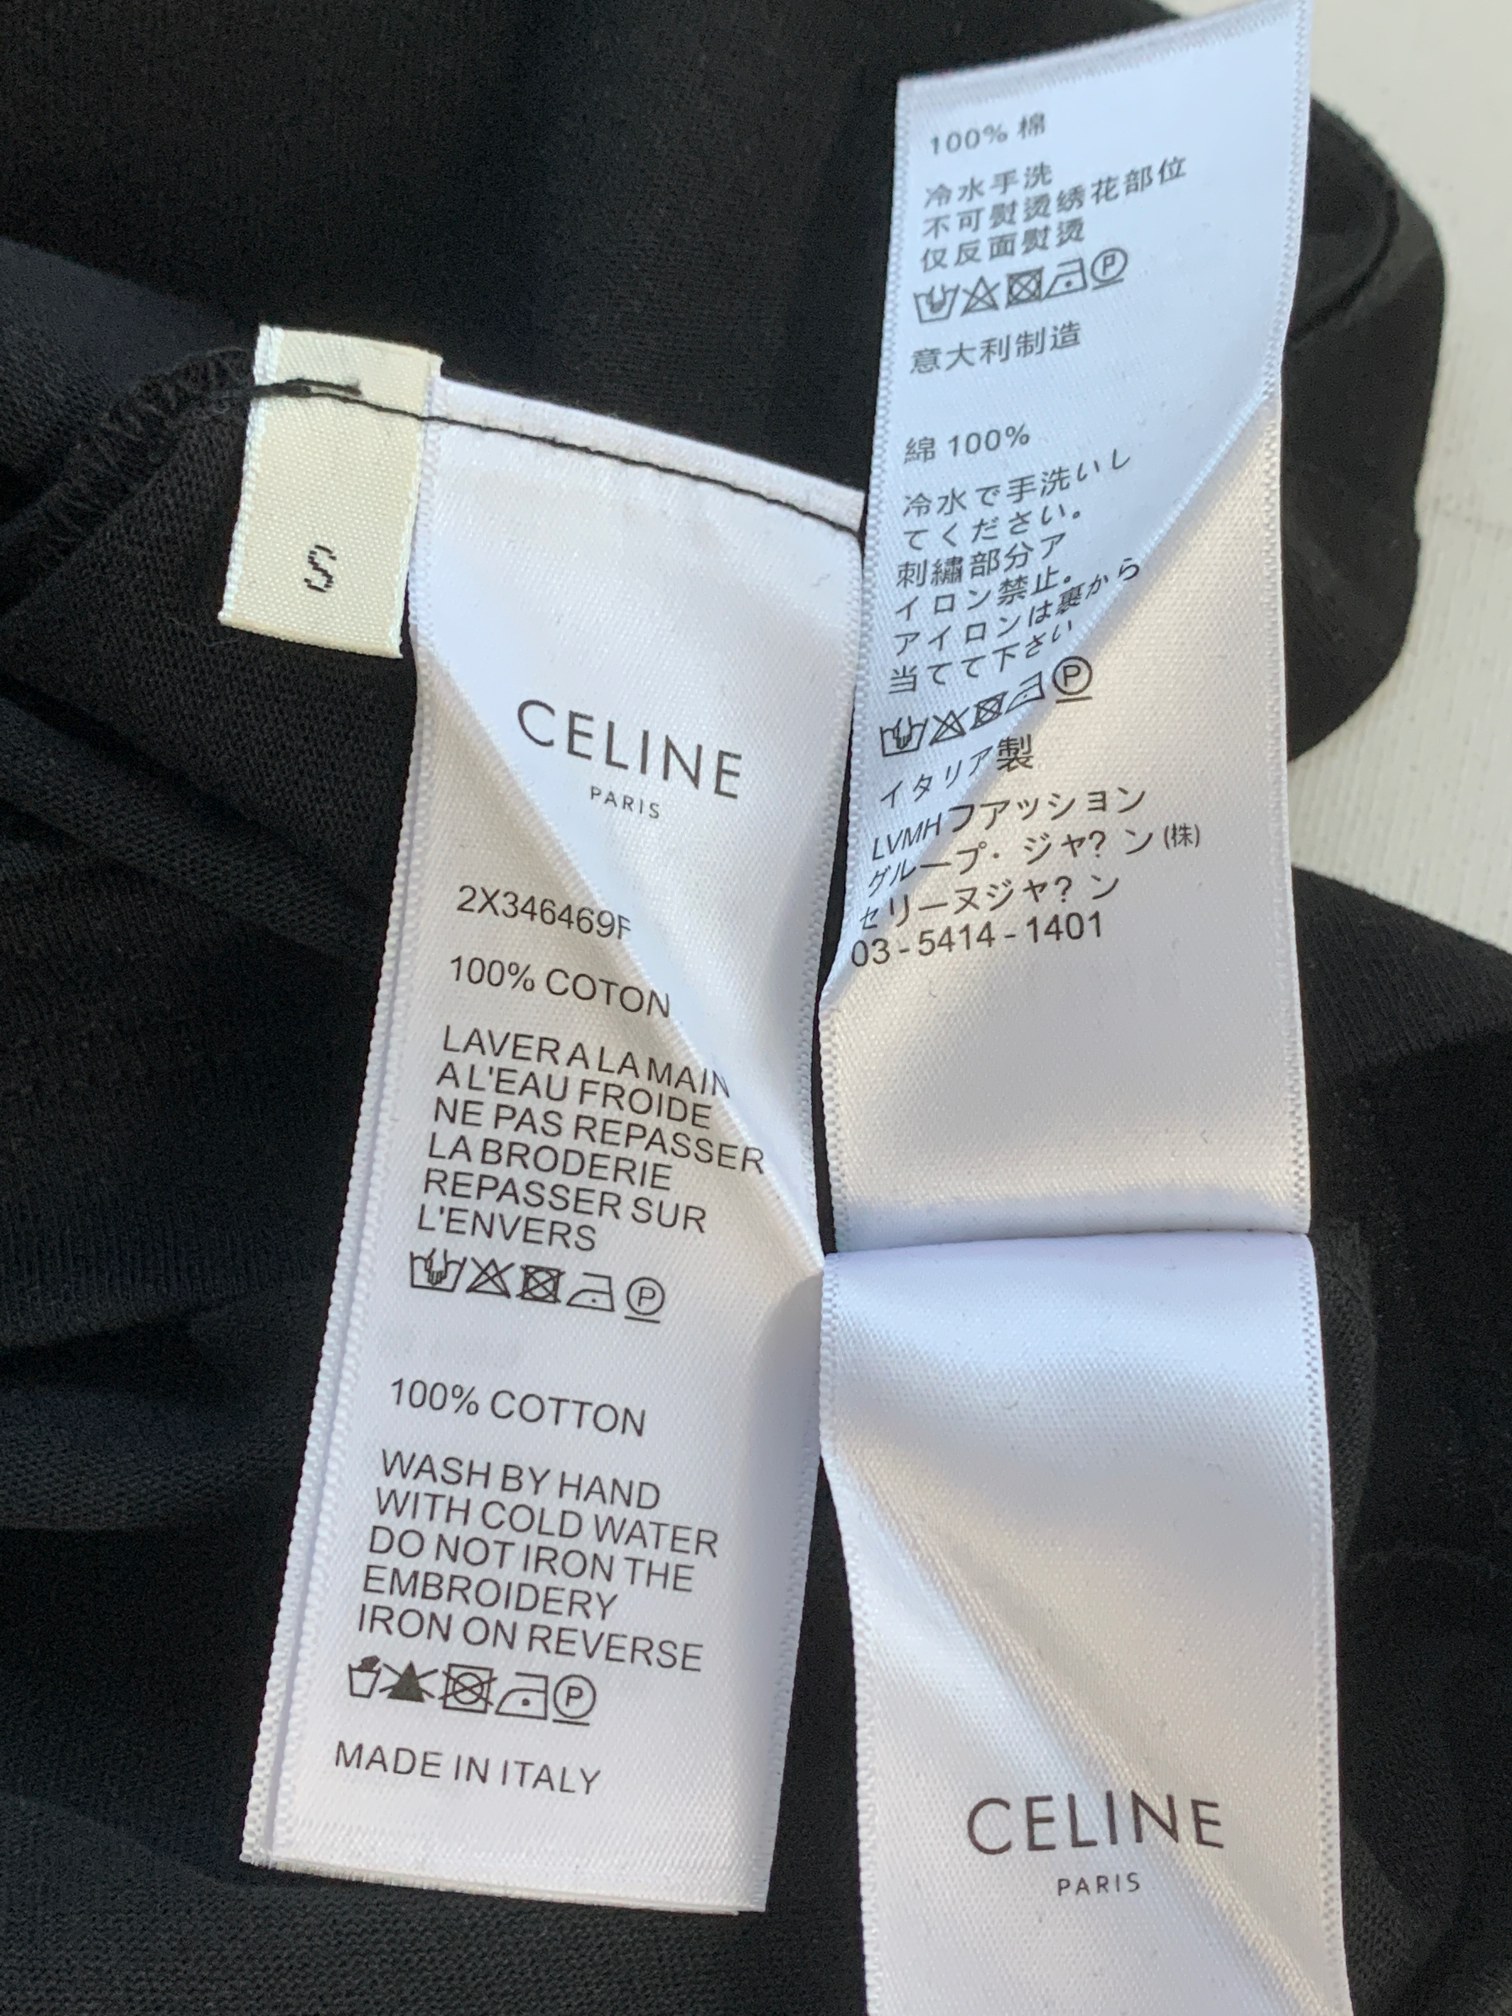 S
CELINE
PARIS
2X346469F
100% COTON
LAVER A LA MAIN
A L'EAU FROIDE
NE PAS REPASSER
LA BRODERIE
REPASSER SUR
L'ENVERS
P
100% COTTON
WASH BY HAND
WITH COLD WATER
DO NOT IRON THE
EMBROIDERY
IRON ON REVERSE
P
MADE IN ITALY
100% 棉
冷水手洗
不可熨烫绣花部位
仅反面熨烫
P
意大利制造
綿 100%
冷水で手洗いし
てください。
刺繍部分ア
イロン禁止。
アイロンは裏から
当てて下さい
P
イタリア製
LVMHフアッション
グループ・ジャ? ン (株)
セリーヌジャ? ン
03-5414-1401
CELINE
PARIS